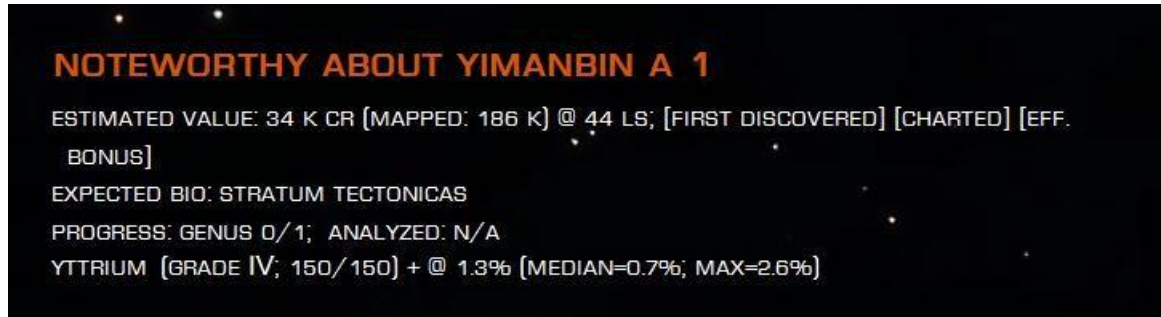 NOTEWORTHY ABOUT YIMANBIN A 1
ESTIMATED VALUE: 34 K CR (MAPPED: 186 K) @ 44 LS; [FIRST DISCOVERED] [CHARTED] [EFF.
BONUS]
EXPECTED BIO: STRATUM TECTONICAS
PROGRESS: GENUS 0/1; ANALYZED: N/A
YTTRIUM (GRADE IV; 150/150) + @ 1.3% (MEDIAN=0.7%; MAX=2.6%)